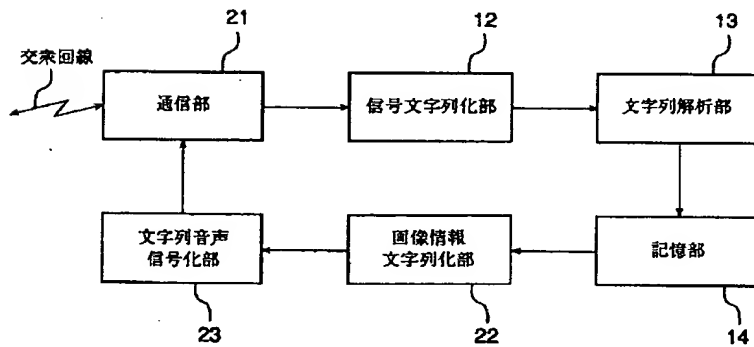 21
12
13
交衆回線
通信部
信号文字列化部
文字列解析部
文字列音声
信号化部
画像情報
文字列化部
記憶部
23
22
14